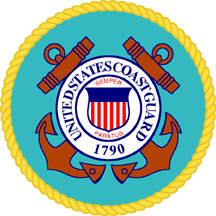 UNITED STATES COAST GUARD
SEMPER
PARATUS
1790